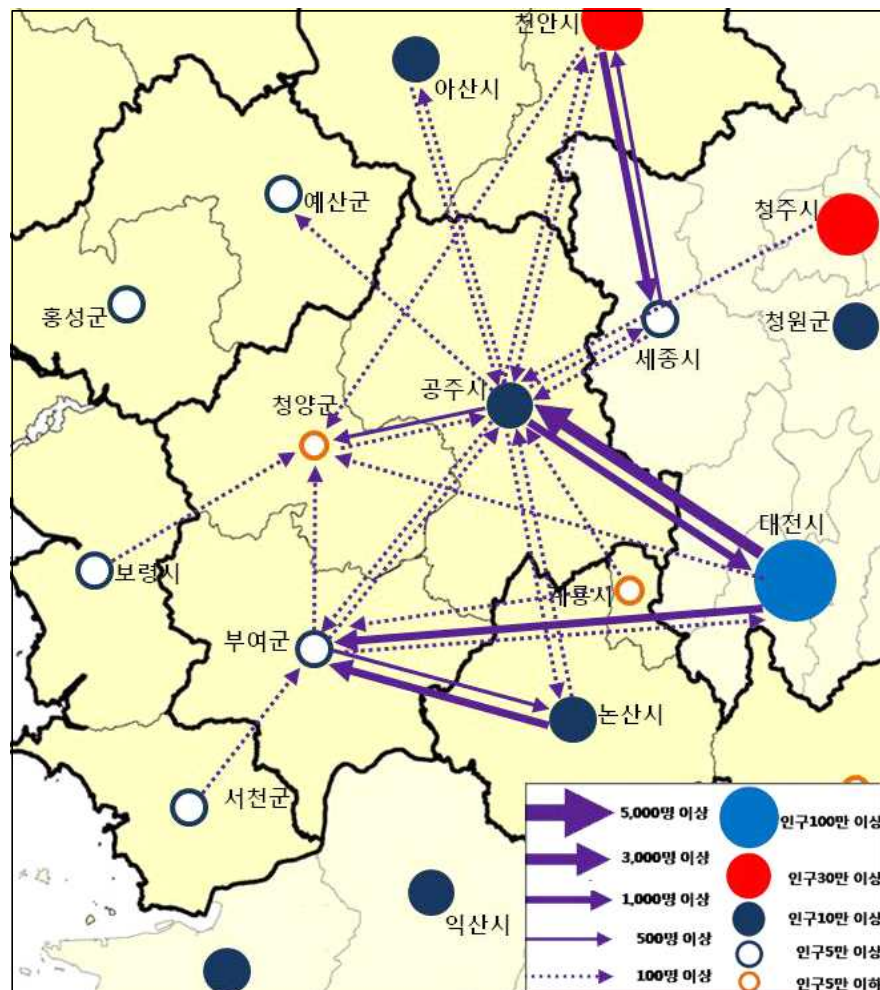 천안시
아산시
예산군
청주시
홍성군
청원군
세종시
공주시
청양군
대전시
보령시
계룡시
부여군
논산시
서천군
익산시
5,000명 이상
인구100만 이상
3,000명 이상
인구30만 이상
1,000명 이상
인구10만 이상
500명 이상
인구5만 이상
100명 이상
인구5만 이하